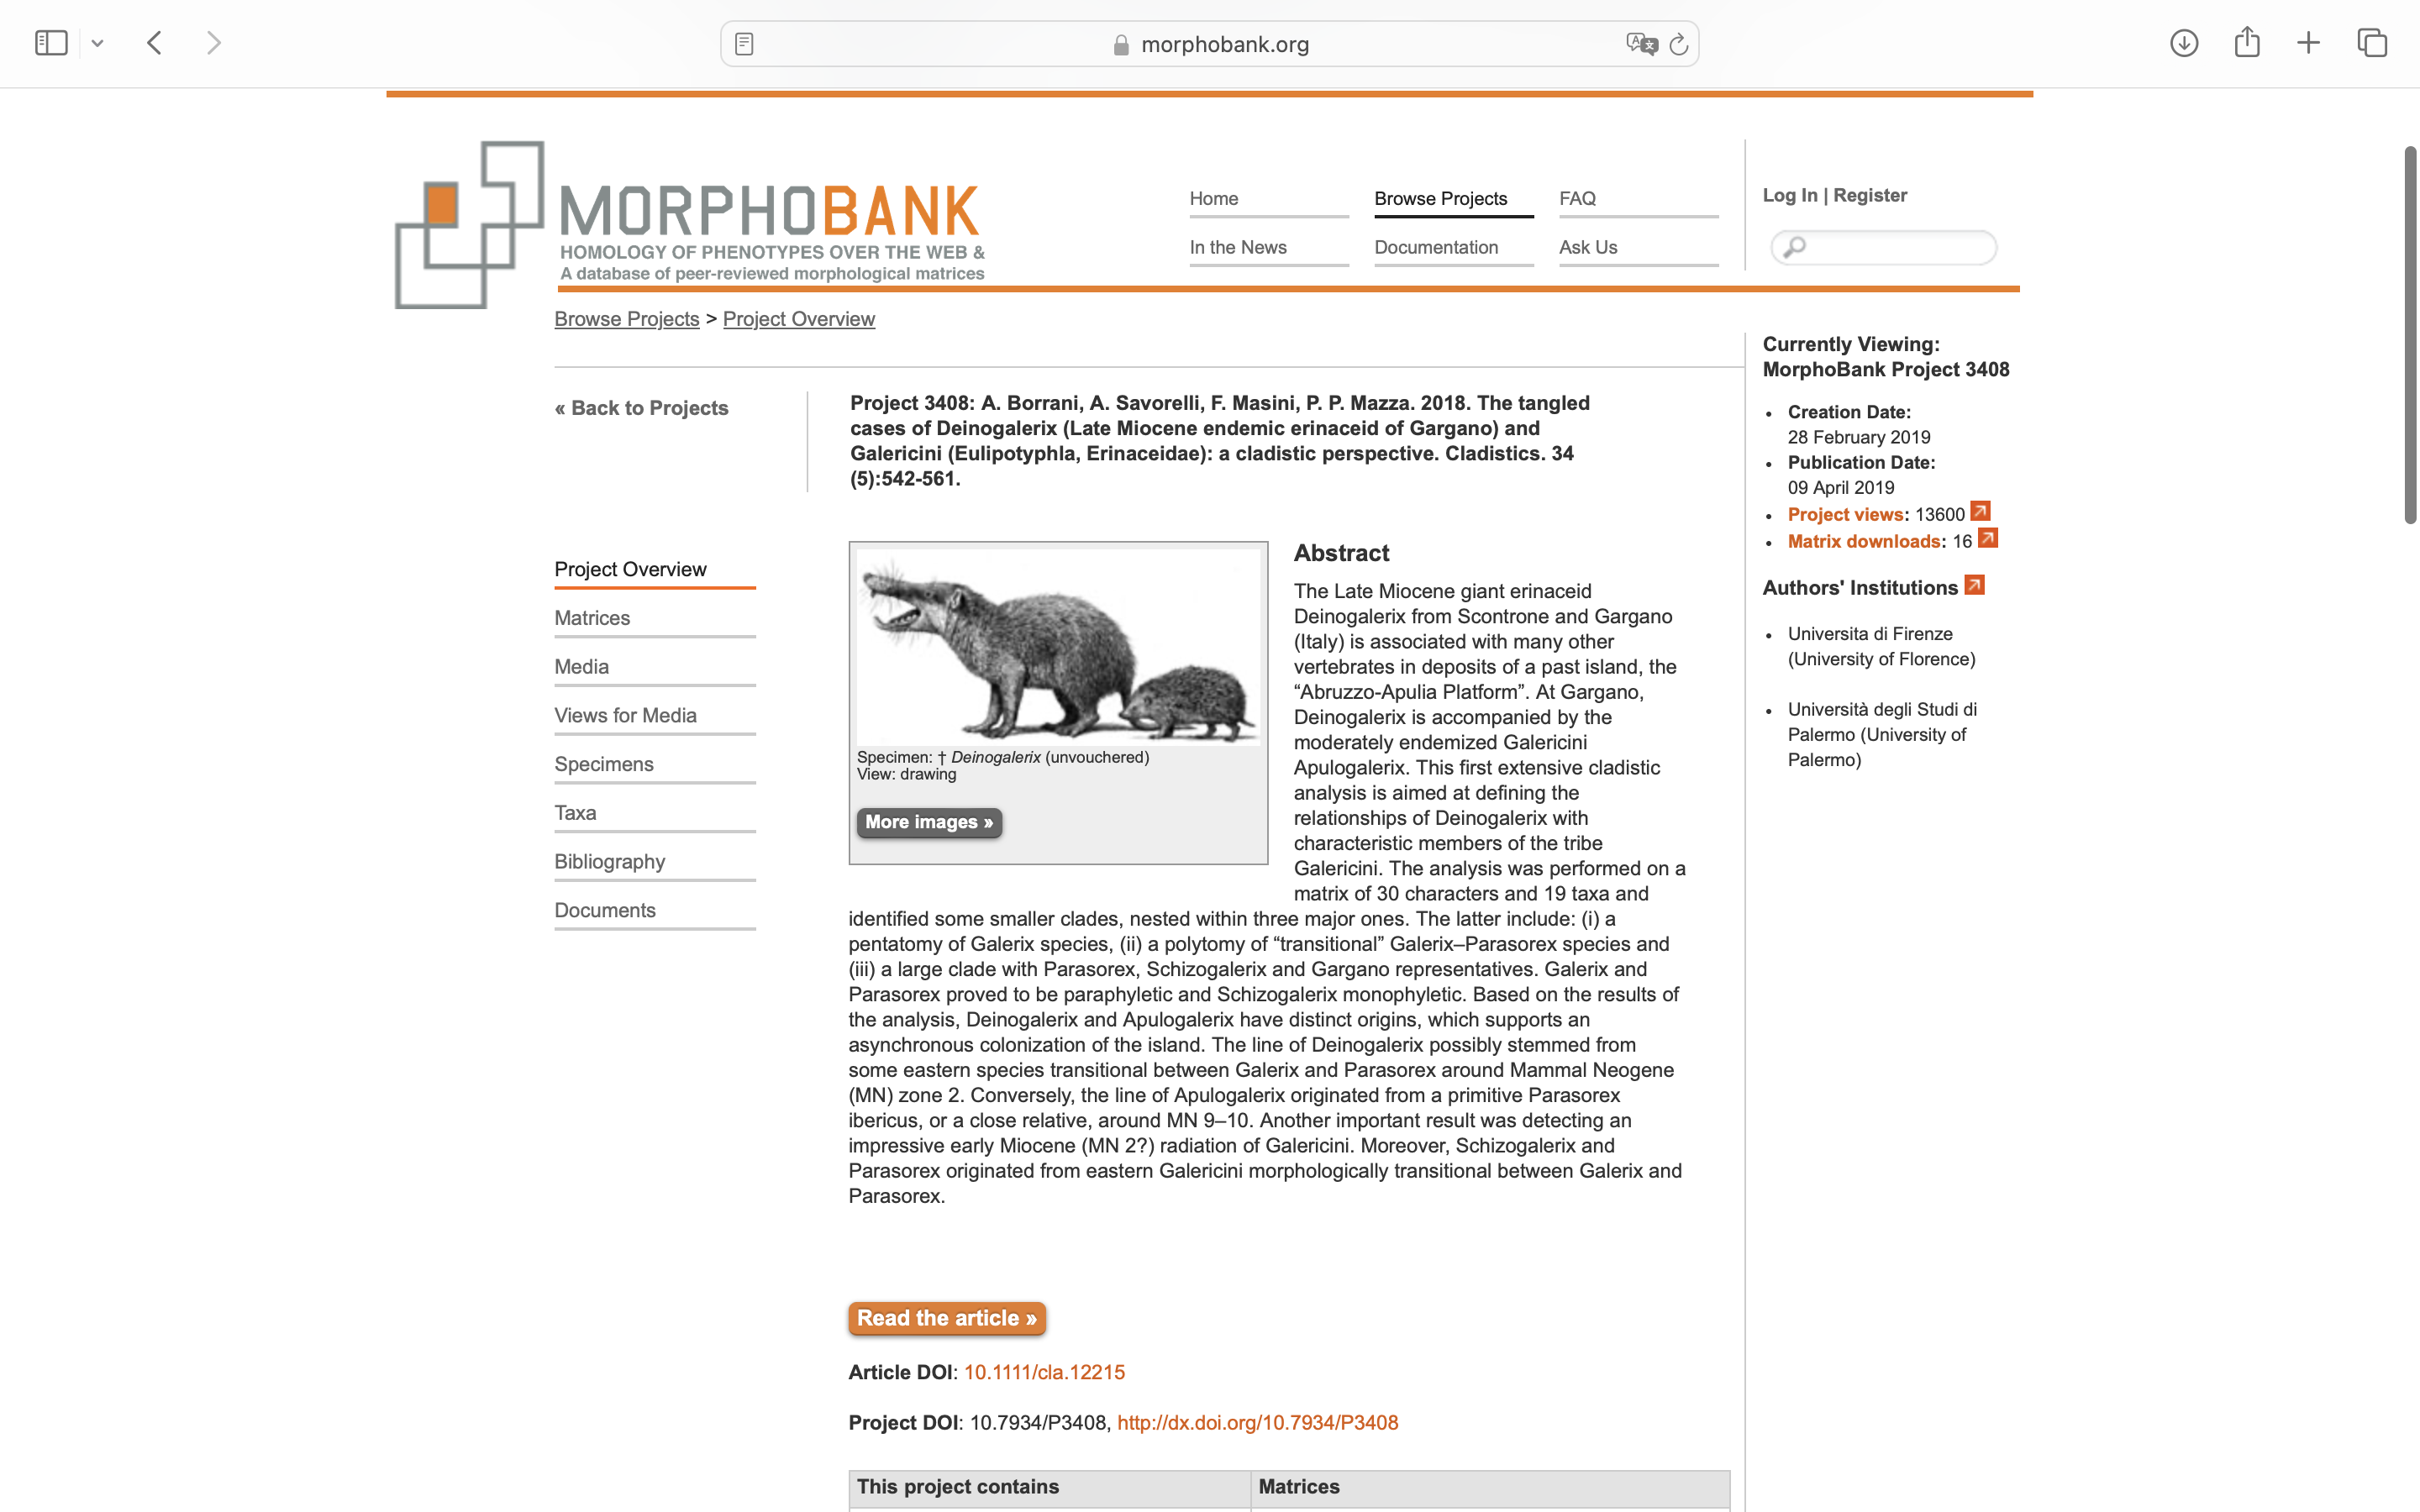 morphobank.org
MORPHOBANK
HOMOLOGY OF PHENOTYPES OVER THE WEB &
A database of peer-reviewed morphological matrices
Home
Browse Projects
FAQ
In the News
Documentation
Ask Us
Log In | Register
Browse Projects > Project Overview
« Back to Projects
Project 3408: A. Borrani, A. Savorelli, F. Masini, P. P. Mazza. 2018. The tangled
cases of Deinogalerix (Late Miocene endemic erinaceid of Gargano) and
Galericini (Eulipotyphla, Erinaceidae): a cladistic perspective. Cladistics. 34
(5):542-561.
Project Overview
Matrices
Media
Views for Media
Specimens
Taxa
Bibliography
Documents
Specimen: † Deinogalerix (unvouchered)
View: drawing
More images »
Abstract
The Late Miocene giant erinaceid
Deinogalerix from Scontrone and Gargano
(Italy) is associated with many other
vertebrates in deposits of a past island, the
“Abruzzo-Apulia Platform”. At Gargano,
Deinogalerix is accompanied by the
moderately endemized Galericini
Apulogalerix. This first extensive cladistic
analysis is aimed at defining the
relationships of Deinogalerix with
characteristic members of the tribe
Galericini. The analysis was performed on a
matrix of 30 characters and 19 taxa and
identified some smaller clades, nested within three major ones. The latter include: (i) a
pentatomy of Galerix species, (ii) a polytomy of “transitional” Galerix–Parasorex species and
(iii) a large clade with Parasorex, Schizogalerix and Gargano representatives. Galerix and
Parasorex proved to be paraphyletic and Schizogalerix monophyletic. Based on the results of
the analysis, Deinogalerix and Apulogalerix have distinct origins, which supports an
asynchronous colonization of the island. The line of Deinogalerix possibly stemmed from
some eastern species transitional between Galerix and Parasorex around Mammal Neogene
(MN) zone 2. Conversely, the line of Apulogalerix originated from a primitive Parasorex
ibericus, or a close relative, around MN 9–10. Another important result was detecting an
impressive early Miocene (MN 2?) radiation of Galericini. Moreover, Schizogalerix and
Parasorex originated from eastern Galericini morphologically transitional between Galerix and
Parasorex.
Read the article »
Article DOI: 10.1111/cla.12215
Project DOI: 10.7934/P3408, http://dx.doi.org/10.7934/P3408
This project contains
Matrices
Currently Viewing:
MorphoBank Project 3408
• Creation Date:
28 February 2019
• Publication Date:
09 April 2019
• Project views: 13600
• Matrix downloads: 16
Authors' Institutions
• Universita di Firenze
(University of Florence)
• Università degli Studi di
Palermo (University of
Palermo)